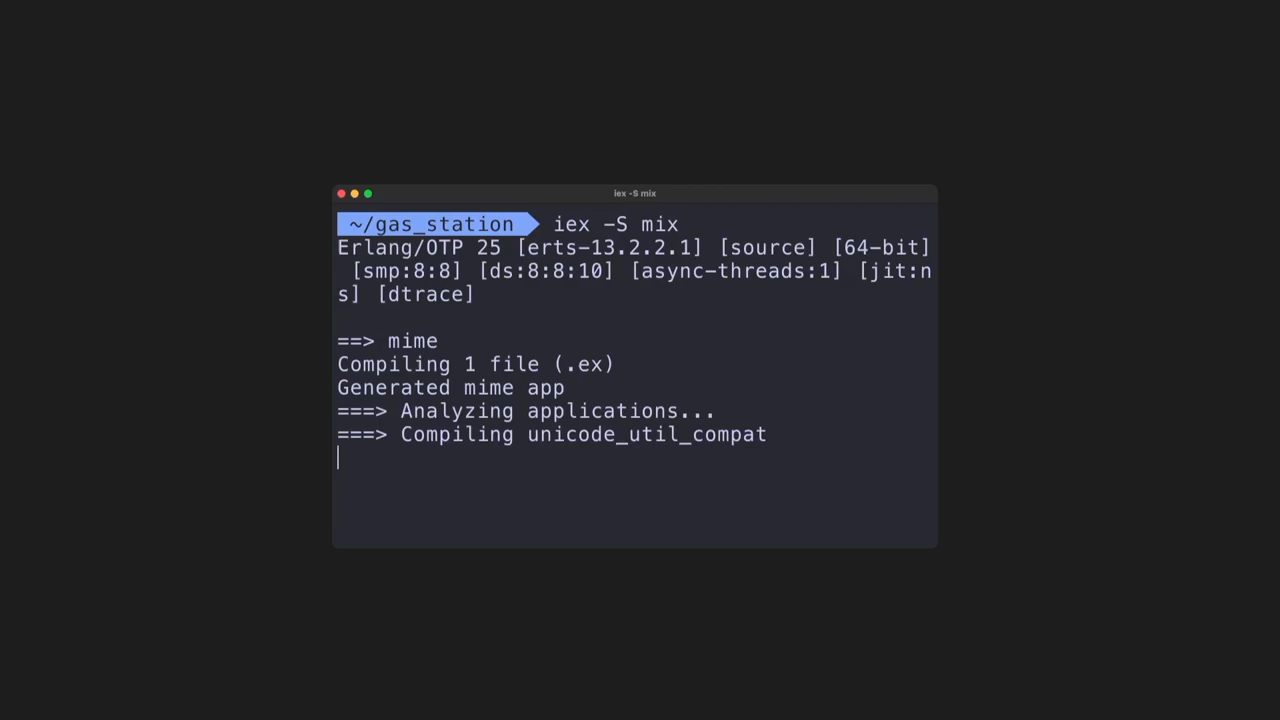 iex -S mix
~/gas_station iex -S mix
Erlang/OTP 25 [erts-13.2.2.1] [source] [64-bit]
[smp:8:8] [ds:8:8:10] [async-threads:1] [jit:n
s] [dtrace]
==> mime
Compiling 1 file (.ex)
Generated mime app
===> Analyzing applications...
===> Compiling unicode_util_compat